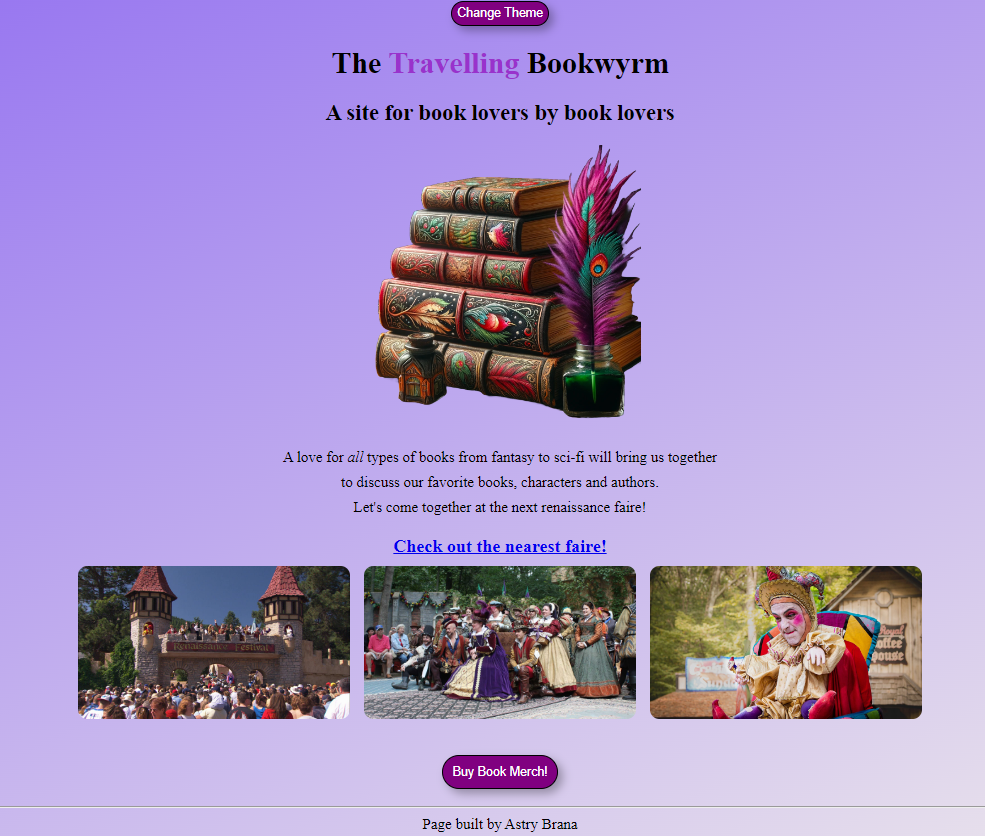 Change Theme
The Travelling Bookwyrm
A site for book lovers by book lovers
A love for all types of books from fantasy to sci-fi will bring us together
to discuss our favorite books, characters and authors.
Let's come together at the next renaissance faire!
Check out the nearest faire!
Renaissance Festival
Buy Book Merch!
Page built by Astry Brana